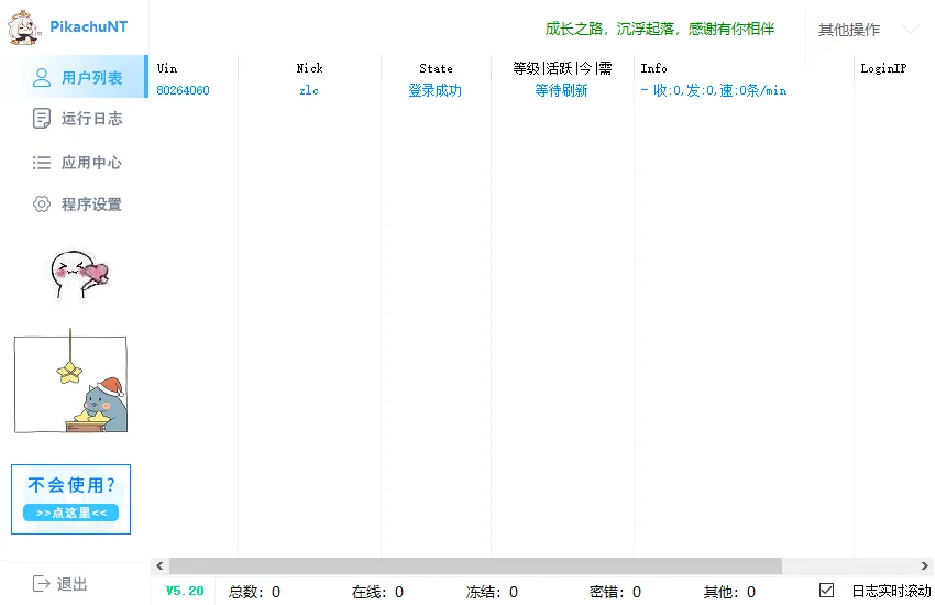 PikachuNT
成长之路，沉浮起落。感谢有你相伴
其他操作
用户列表
运行日志
应用中心
程序设置
Uin Nick State 等级|活跃|今|需 Info LoginIP
80264060 zlc 登录成功 等待刷新 - 收:0,发:0,速:0条/min
不会使用?
>>点这里<<
退出
V5.20 总数: 0 在线: 0 冻结: 0 密错: 0 其他: 0 日志实时滚动